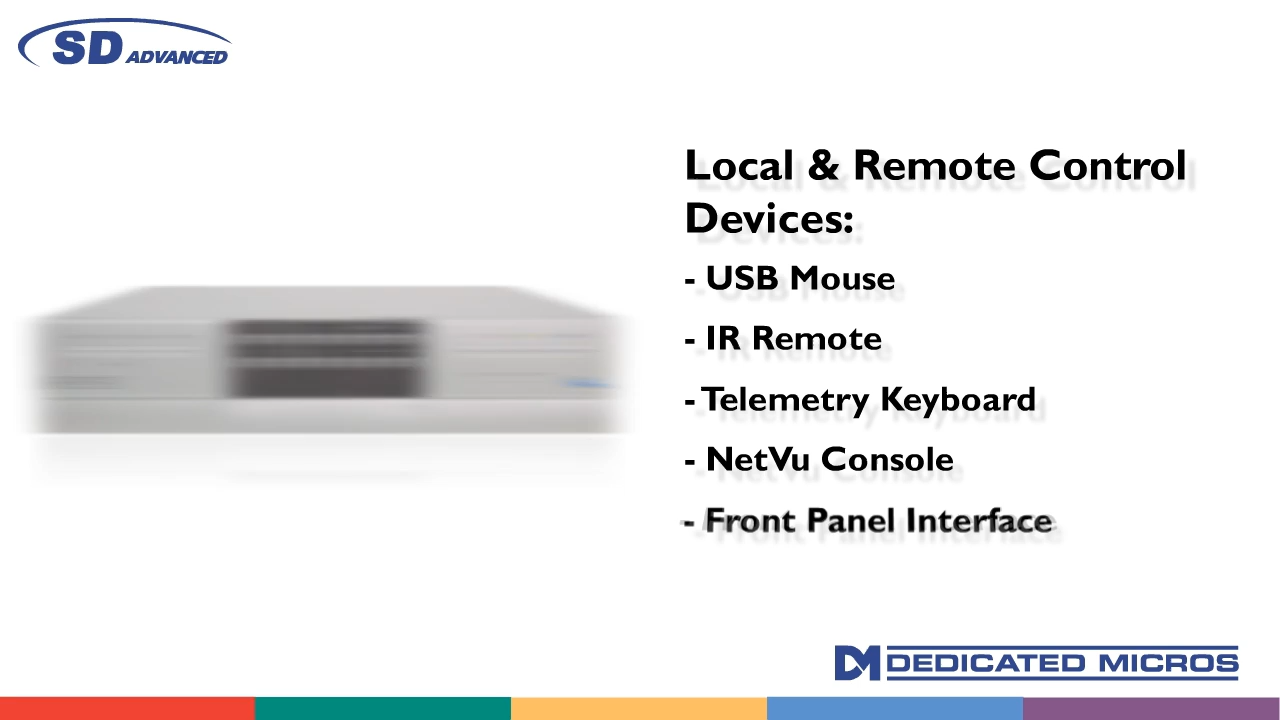 SD ADVANCED
Local & Remote Control
Devices:
- USB Mouse
- IR Remote
- Telemetry Keyboard
- NetVu Console
- Front Panel Interface
DM DEDICATED MICROS